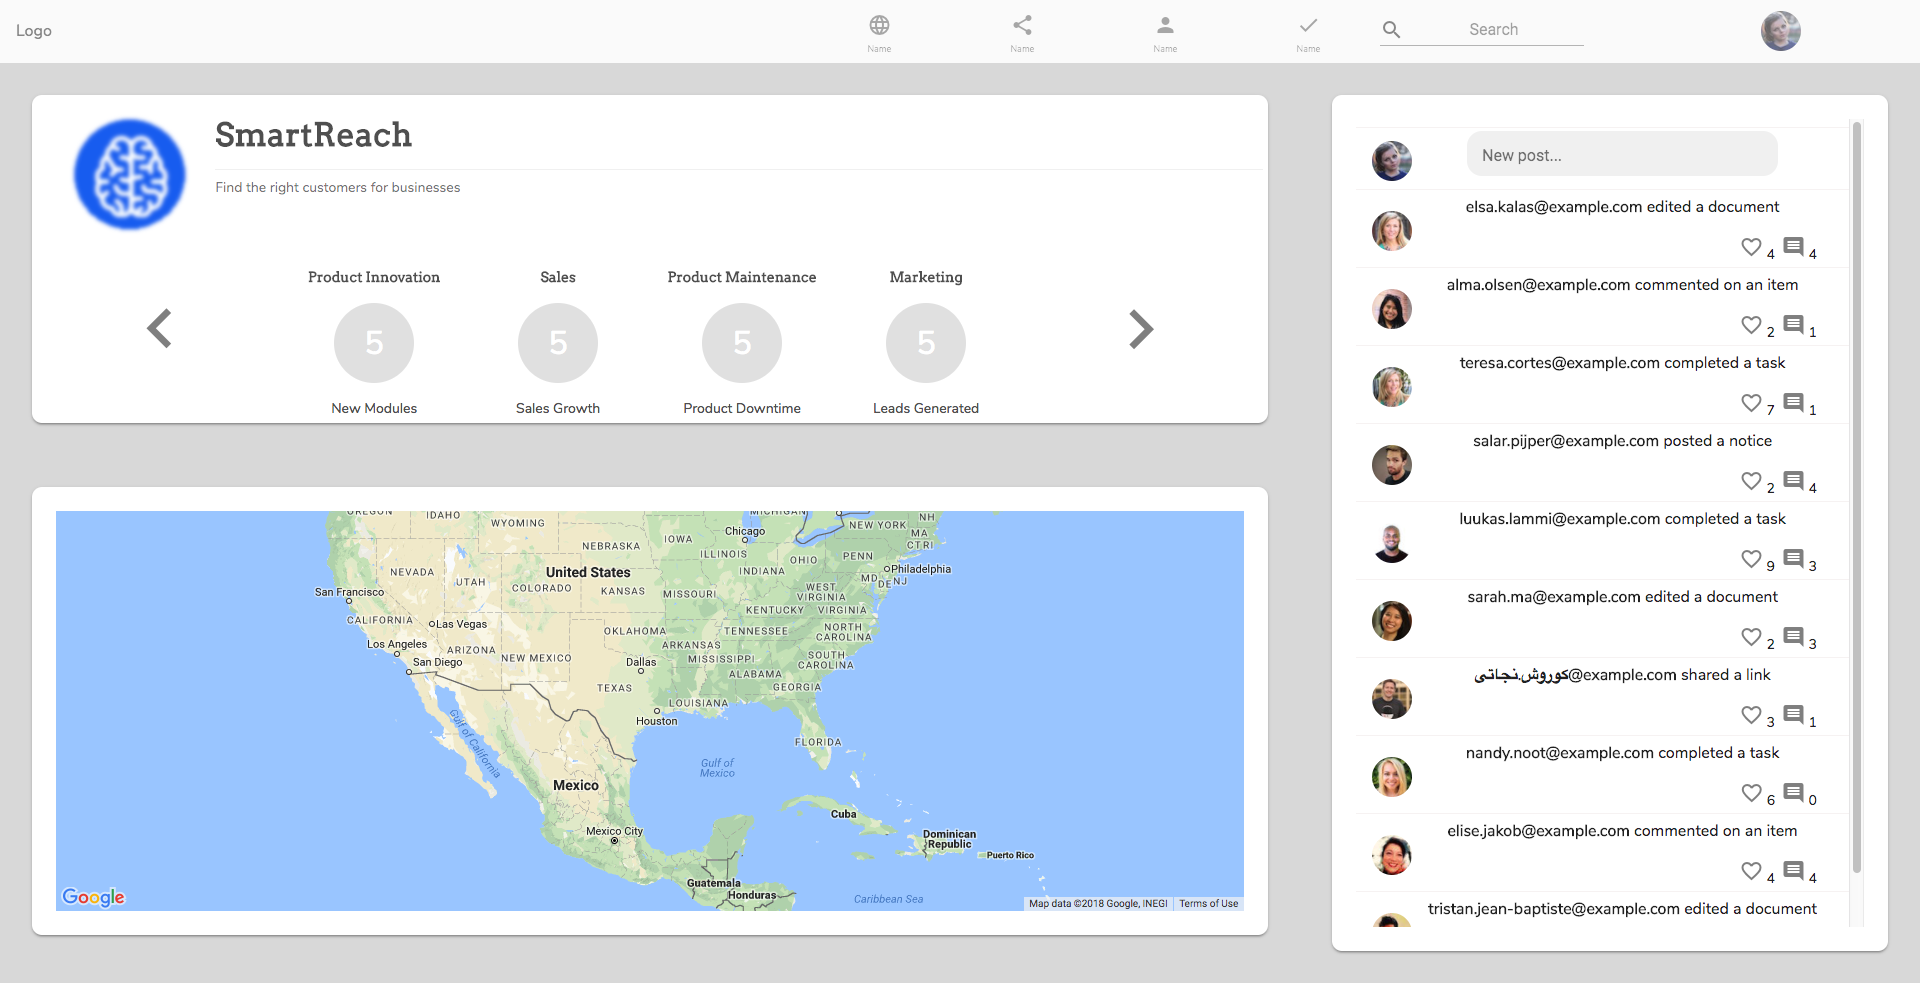 Logo
Name
Name
Name
Name
Search
SmartReach
Find the right customers for businesses
Product Innovation
Sales
Product Maintenance
Marketing
5
5
5
5
New Modules
Sales Growth
Product Downtime
Leads Generated
OREGON
IDAHO
WYOMING
MICHIGAN
NH
NEW YORK
MA
CT RI
Chicago
IOWA
NEBRASKA
ILLINOIS
OHIO
PENN
INDIANA
NEVADA
UTAH
United States
COLORADO
KANSAS
MISSOURI
MD
DE
NJ
Philadelphia
WEST
VIRGINIA
San Francisco
KENTUCKY
VIRGINIA
CALIFORNIA
Las Vegas
OKLAHOMA
TENNESSEE
NORTH
CAROLINA
Los Angeles
ARIZONA
NEW MEXICO
ARKANSAS
MISSISSIPPI
SOUTH
CAROLINA
San Diego
Dallas
ALABAMA
GEORGIA
TEXAS
LOUISIANA
Houston
Gulf of California
FLORIDA
Gulf of
Mexico
Mexico
Cuba
Mexico City
Dominican
Republic
Puerto Rico
Guatemala
Honduras
Caribbean Sea
Google
Map data ©2018 Google, INEGI
Terms of Use
New post...
elsa.kalas@example.com edited a document
4 4
alma.olsen@example.com commented on an item
2 1
teresa.cortes@example.com completed a task
7 1
salar.pijper@example.com posted a notice
2 4
luukas.lammi@example.com completed a task
9 3
sarah.ma@example.com edited a document
2 3
کوروش.نجاتی@example.com shared a link
3 1
nandy.noot@example.com completed a task
6 0
elise.jakob@example.com commented on an item
4 4
tristan.jean-baptiste@example.com edited a document